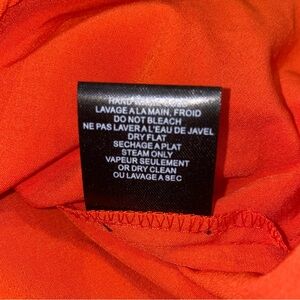 HAND
LAVAGE A LA MAIN, FROID
DO NOT BLEACH
NE PAS LAVER A L'EAU DE JAVEL
DRY FLAT
SECHAGE A PLAT
STEAM ONLY
VAPEUR SEULEMENT
OR DRY CLEAN
OU LAVAGE A SEC